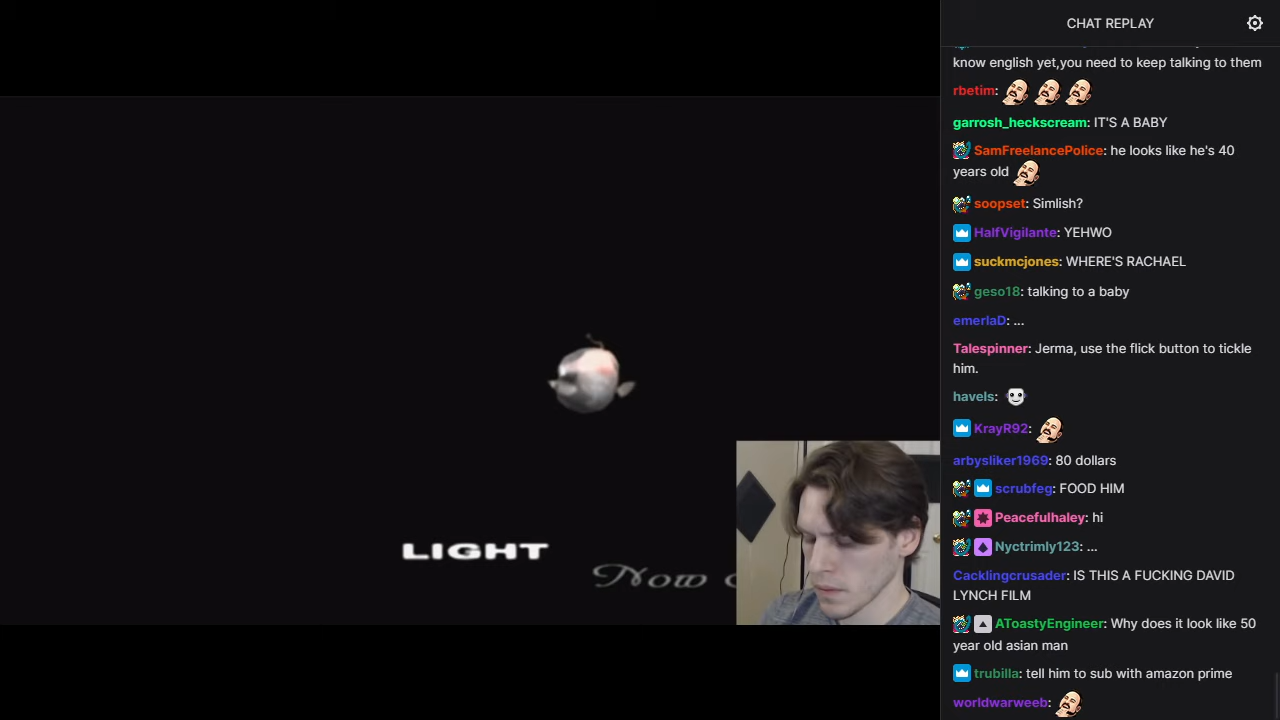 LIGHT
Now
CHAT REPLAY
know english yet,you need to keep talking to them
rbetim:
garrosh_heckscream: IT'S A BABY
SamFreelancePolice: he looks like he's 40
years old
soopset: Simlish?
HalfVigilante: YEHWO
suckmcjones: WHERE'S RACHAEL
geso18: talking to a baby
emerlaD: ...
Talespinner: Jerma, use the flick button to tickle
him.
havels:
KrayR92:
arbysliker1969: 80 dollars
scrubfeg: FOOD HIM
Peacefulhaley: hi
Nyctrimly123: ...
Cacklingcrusader: IS THIS A FUCKING DAVID
LYNCH FILM
AToastyEngineer: Why does it look like 50
year old asian man
trubilla: tell him to sub with amazon prime
worldwarweeb: